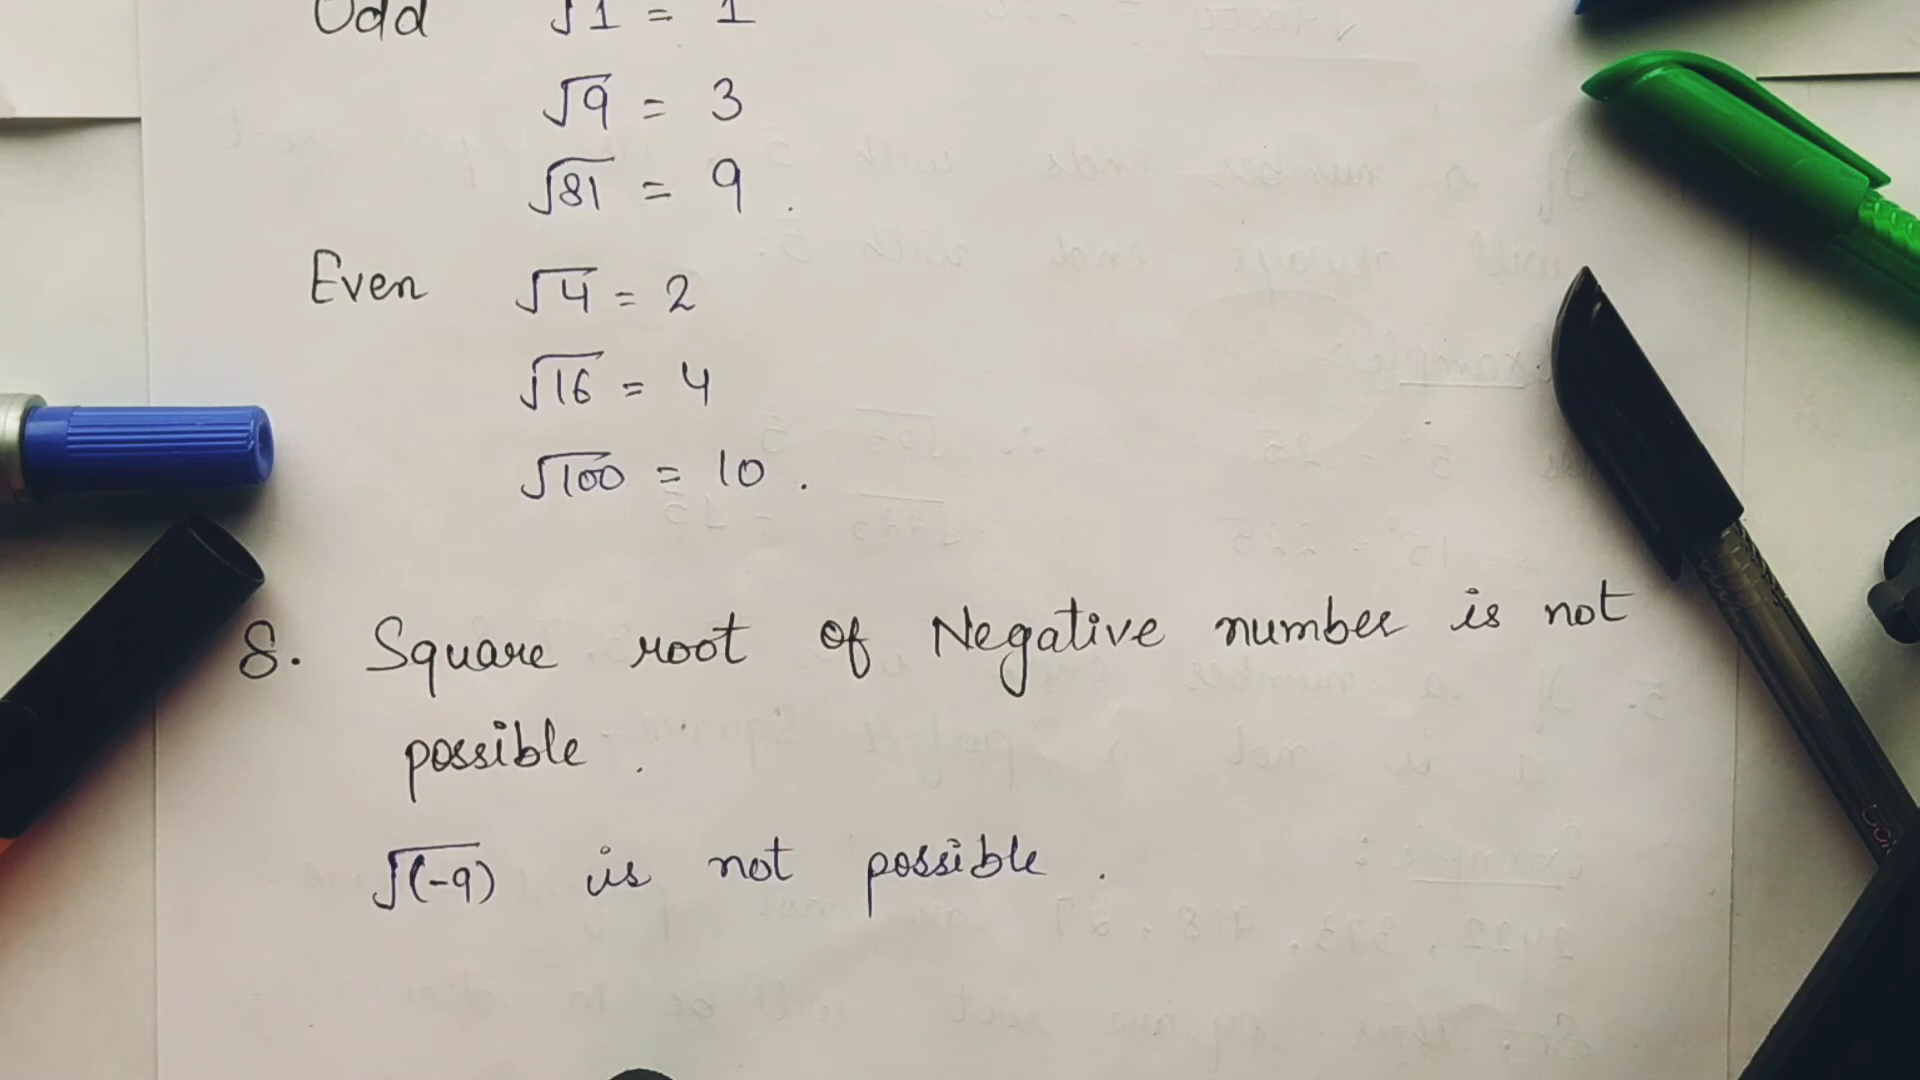 Odd √1 = 1
√9 = 3
√81 = 9.
Even √4 = 2
√16 = 4
√100 = 10.
8. Square root of Negative number is not
possible.
√(-9) is not possible.